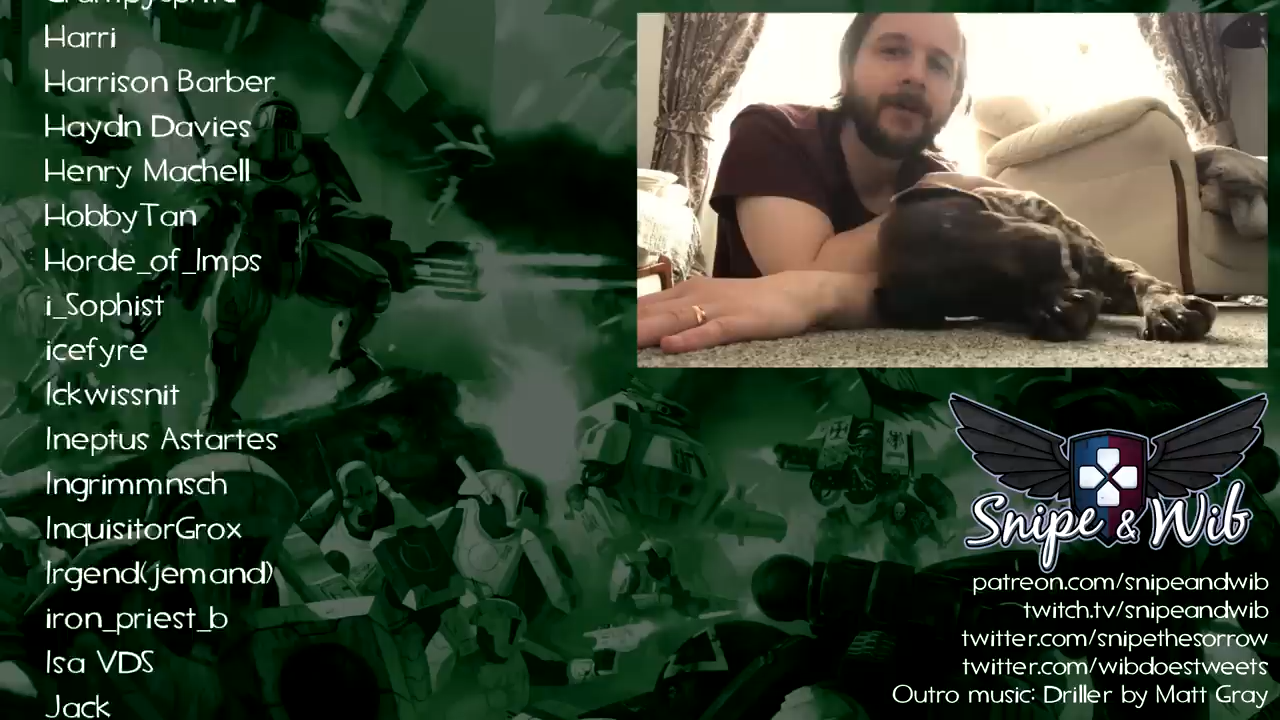 Harri
Harrison Barber
Haydn Davies
Henry Machell
HobbyTan
Horde_of_Imps
i_Sophist
icefyre
Ickwissnit
Ineptus Astartes
Ingrimmnsch
InquisitorGrox
Irgend(jemand)
iron_priest_b
Isa VDS
Jack
Snipe & Wib
patreon.com/snipeandwib
twitch.tv/snipeandwib
twitter.com/snipethesorrow
twitter.com/wibdoestweets
Outro music: Driller by Matt Gray